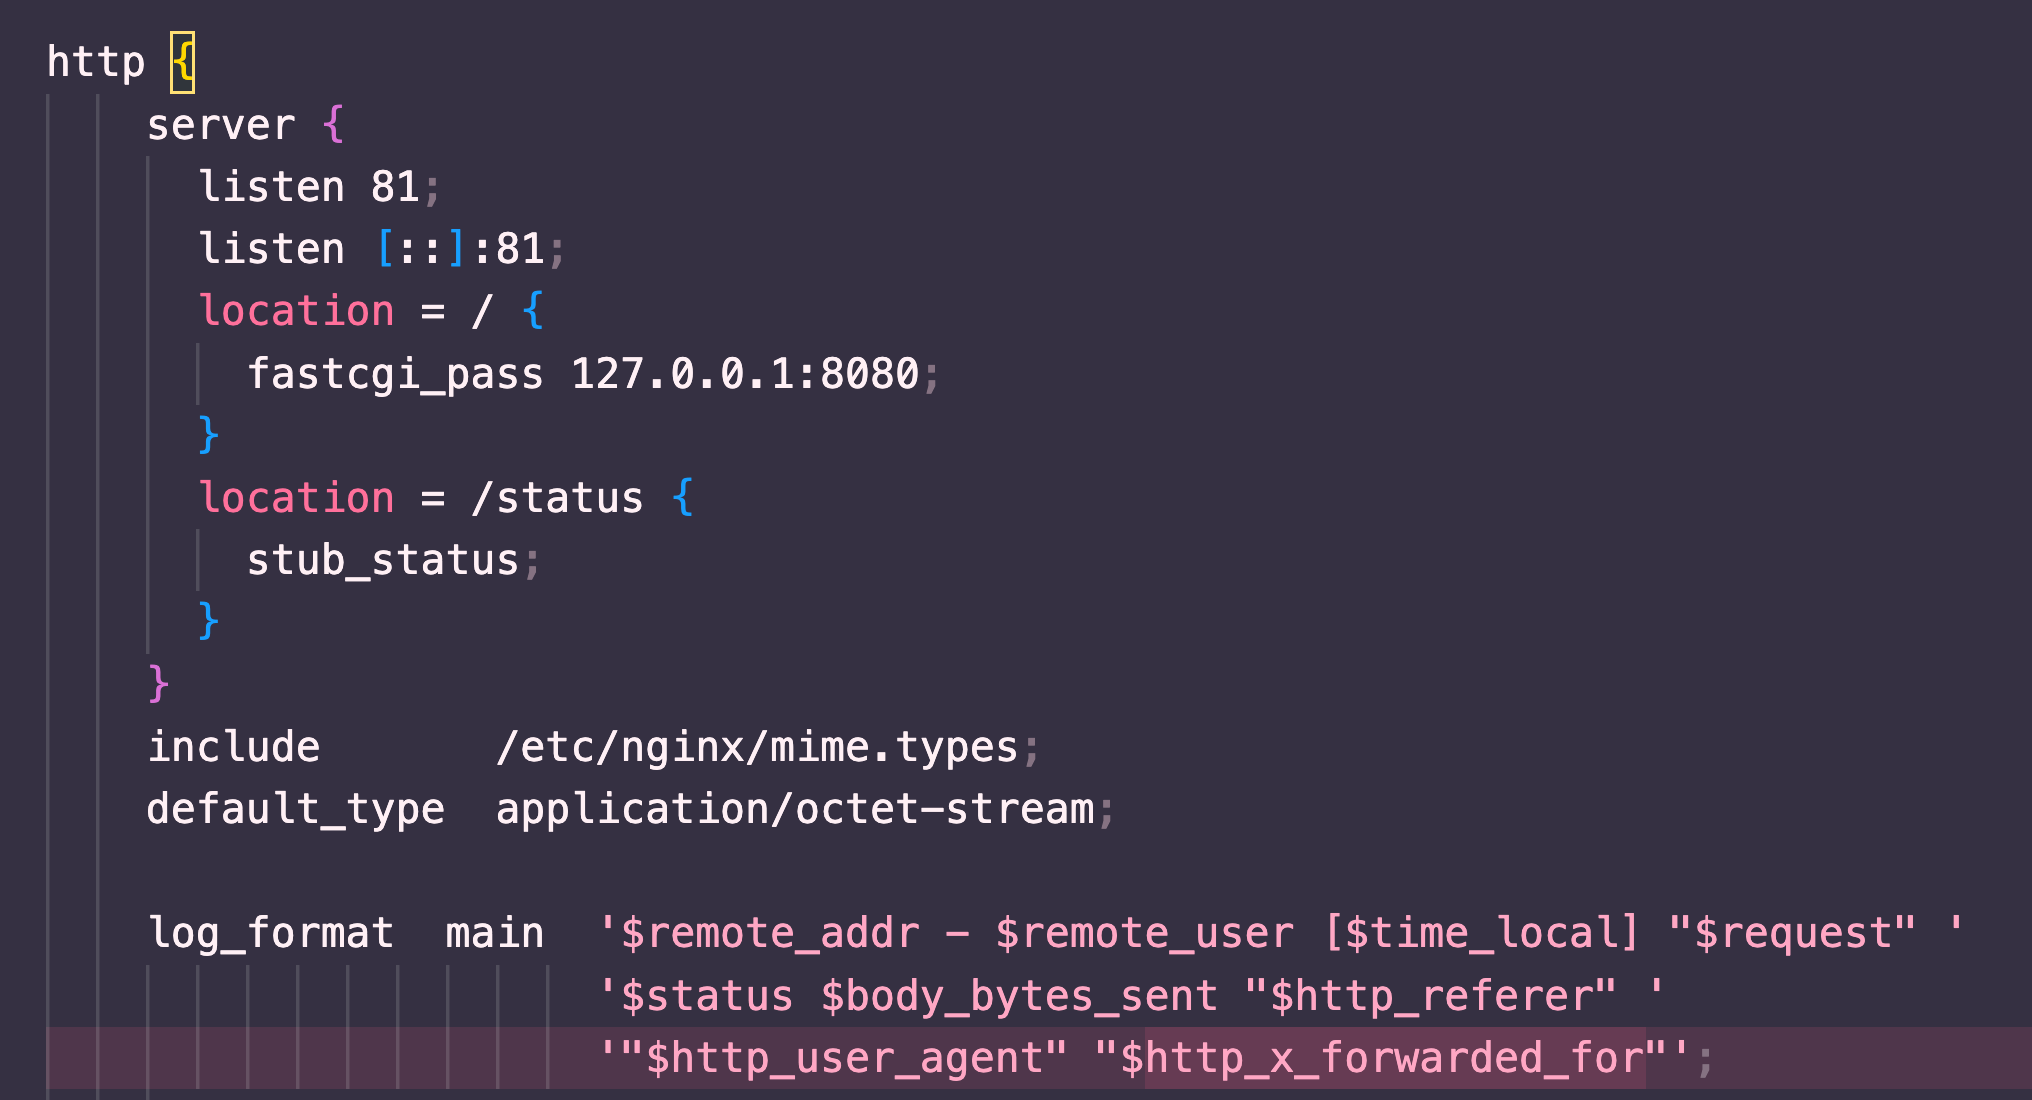 http {
    server {
      listen 81;
      listen [::]:81;
      location = / {
        fastcgi_pass 127.0.0.1:8080;
      }
      location = /status {
        stub_status;
      }
    }
    include       /etc/nginx/mime.types;
    default_type  application/octet-stream;

    log_format  main  '$remote_addr - $remote_user [$time_local] "$request" '
                      '$status $body_bytes_sent "$http_referer" '
                      '"$http_user_agent" "$http_x_forwarded_for"';